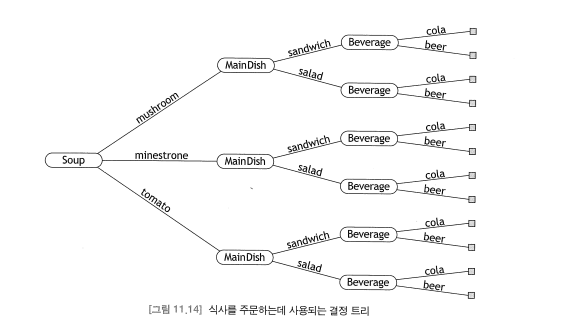 cola
sandwich
Beverage
beer
MainDish
salad
cola
Beverage
beer
mushroom
cola
sandwich
Beverage
beer
Soup
minestrone
MainDish
salad
cola
Beverage
beer
tomato
cola
sandwich
Beverage
beer
MainDish
salad
cola
Beverage
beer
[그림 11.14] 식사를 주문하는데 사용되는 결정 트리